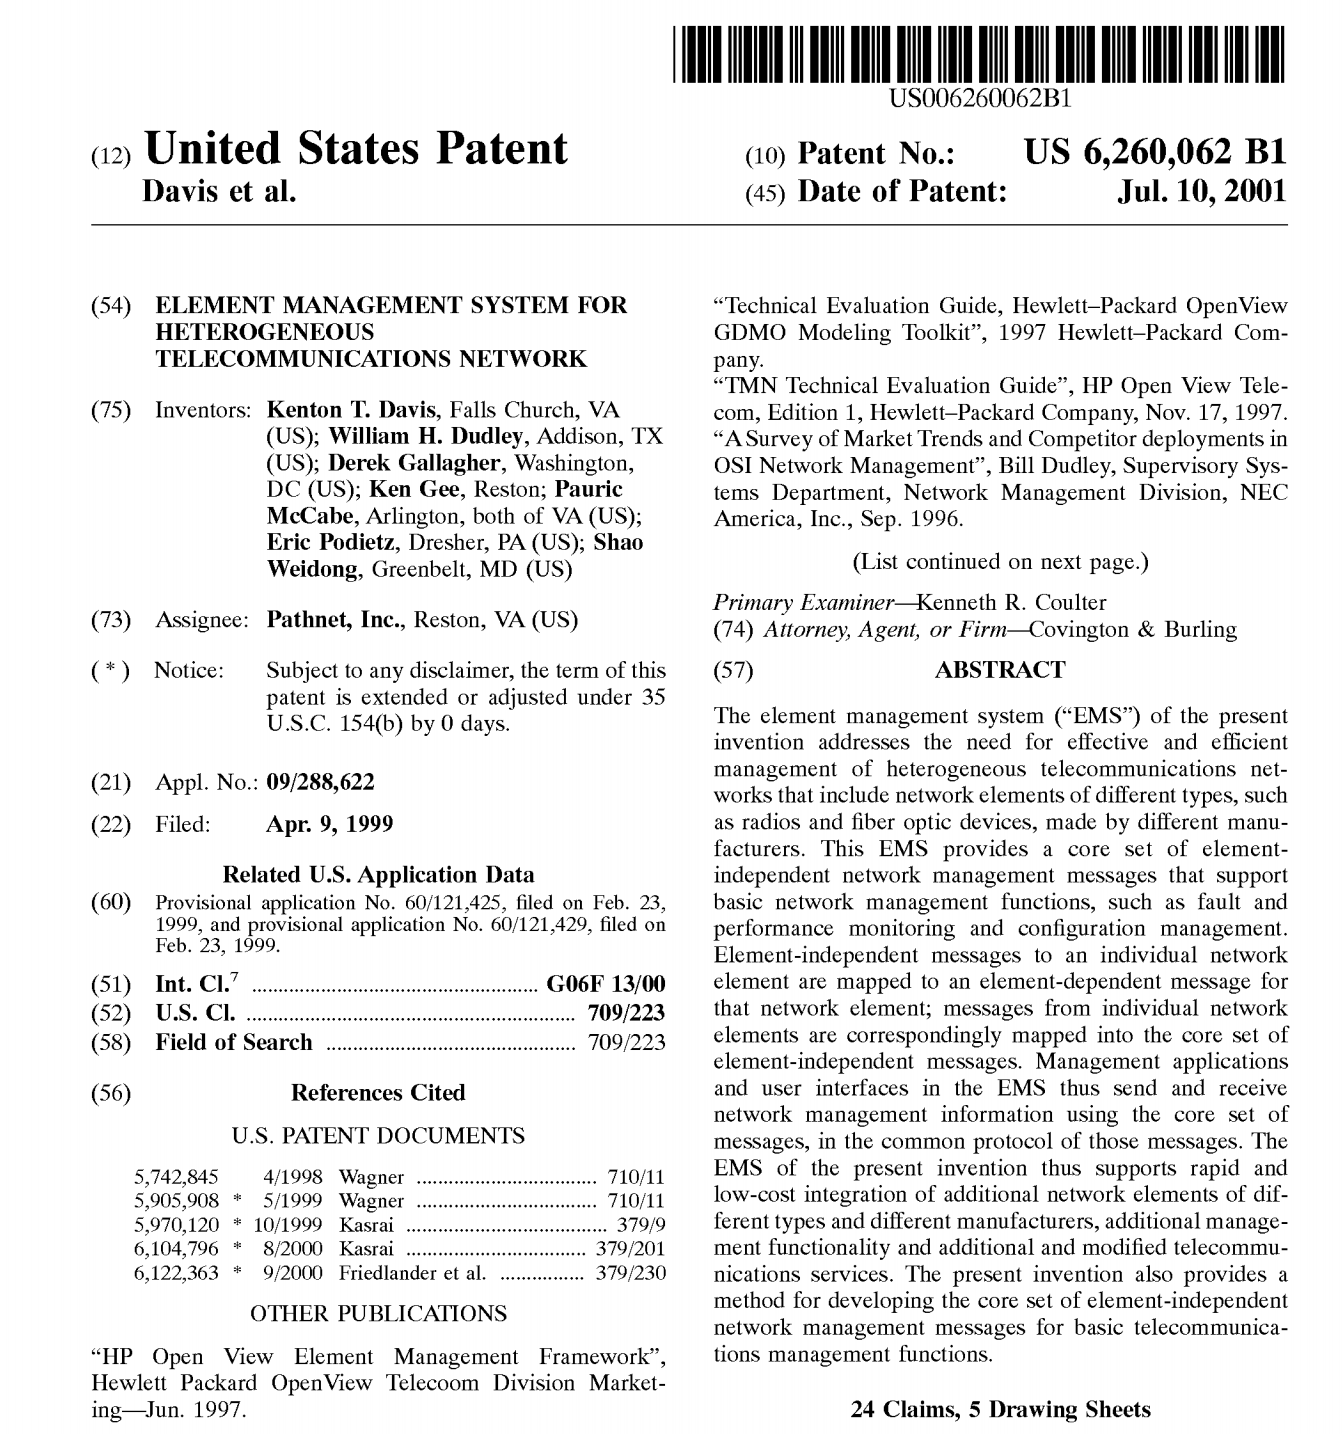 US006260062B1
(12) United States Patent
Davis et al.
(10) Patent No.: US 6,260,062 B1
(45) Date of Patent: Jul. 10, 2001
(54) ELEMENT MANAGEMENT SYSTEM FOR
HETEROGENEOUS
TELECOMMUNICATIONS NETWORK
(75) Inventors: Kenton T. Davis, Falls Church, VA
(US); William H. Dudley, Addison, TX
(US); Derek Gallagher, Washington,
DC (US); Ken Gee, Reston; Pauric
McCabe, Arlington, both of VA (US);
Eric Podietz, Dresher, PA (US); Shao
Weidong, Greenbelt, MD (US)
(73) Assignee: Pathnet, Inc., Reston, VA (US)
( * ) Notice: Subject to any disclaimer, the term of this
patent is extended or adjusted under 35
U.S.C. 154(b) by 0 days.
(21) Appl. No.: 09/288,622
(22) Filed: Apr. 9, 1999
Related U.S. Application Data
(60) Provisional application No. 60/121,425, filed on Feb. 23,
1999, and provisional application No. 60/121,429, filed on
Feb. 23, 1999.
(51) Int. Cl.7 ................................................ G06F 13/00
(52) U.S. Cl. ....................................................... 709/223
(58) Field of Search ......................................... 709/223
(56) References Cited
U.S. PATENT DOCUMENTS
5,742,845 4/1998 Wagner ................................. 710/11
5,905,908 * 5/1999 Wagner ................................. 710/11
5,970,120 * 10/1999 Kasrai ..................................... 379/9
6,104,796 * 8/2000 Kasrai ................................. 379/201
6,122,363 * 9/2000 Friedlander et al. ................ 379/230
OTHER PUBLICATIONS
“HP Open View Element Management Framework”,
Hewlett Packard OpenView Telecoom Division Market-
ing—Jun. 1997.
“Technical Evaluation Guide, Hewlett–Packard OpenView
GDMO Modeling Toolkit”, 1997 Hewlett–Packard Com-
pany.
“TMN Technical Evaluation Guide”, HP Open View Tele-
com, Edition 1, Hewlett–Packard Company, Nov. 17, 1997.
“A Survey of Market Trends and Competitor deployments in
OSI Network Management”, Bill Dudley, Supervisory Sys-
tems Department, Network Management Division, NEC
America, Inc., Sep. 1996.
(List continued on next page.)
Primary Examiner—Kenneth R. Coulter
(74) Attorney, Agent, or Firm—Covington & Burling
(57) ABSTRACT
The element management system (“EMS”) of the present
invention addresses the need for effective and efficient
management of heterogeneous telecommunications net-
works that include network elements of different types, such
as radios and fiber optic devices, made by different manu-
facturers. This EMS provides a core set of element-
independent network management messages that support
basic network management functions, such as fault and
performance monitoring and configuration management.
Element-independent messages to an individual network
element are mapped to an element-dependent message for
that network element; messages from individual network
elements are correspondingly mapped into the core set of
element-independent messages. Management applications
and user interfaces in the EMS thus send and receive
network management information using the core set of
messages, in the common protocol of those messages. The
EMS of the present invention thus supports rapid and
low-cost integration of additional network elements of dif-
ferent types and different manufacturers, additional manage-
ment functionality and additional and modified telecommu-
nications services. The present invention also provides a
method for developing the core set of element-independent
network management messages for basic telecommunica-
tions management functions.
24 Claims, 5 Drawing Sheets